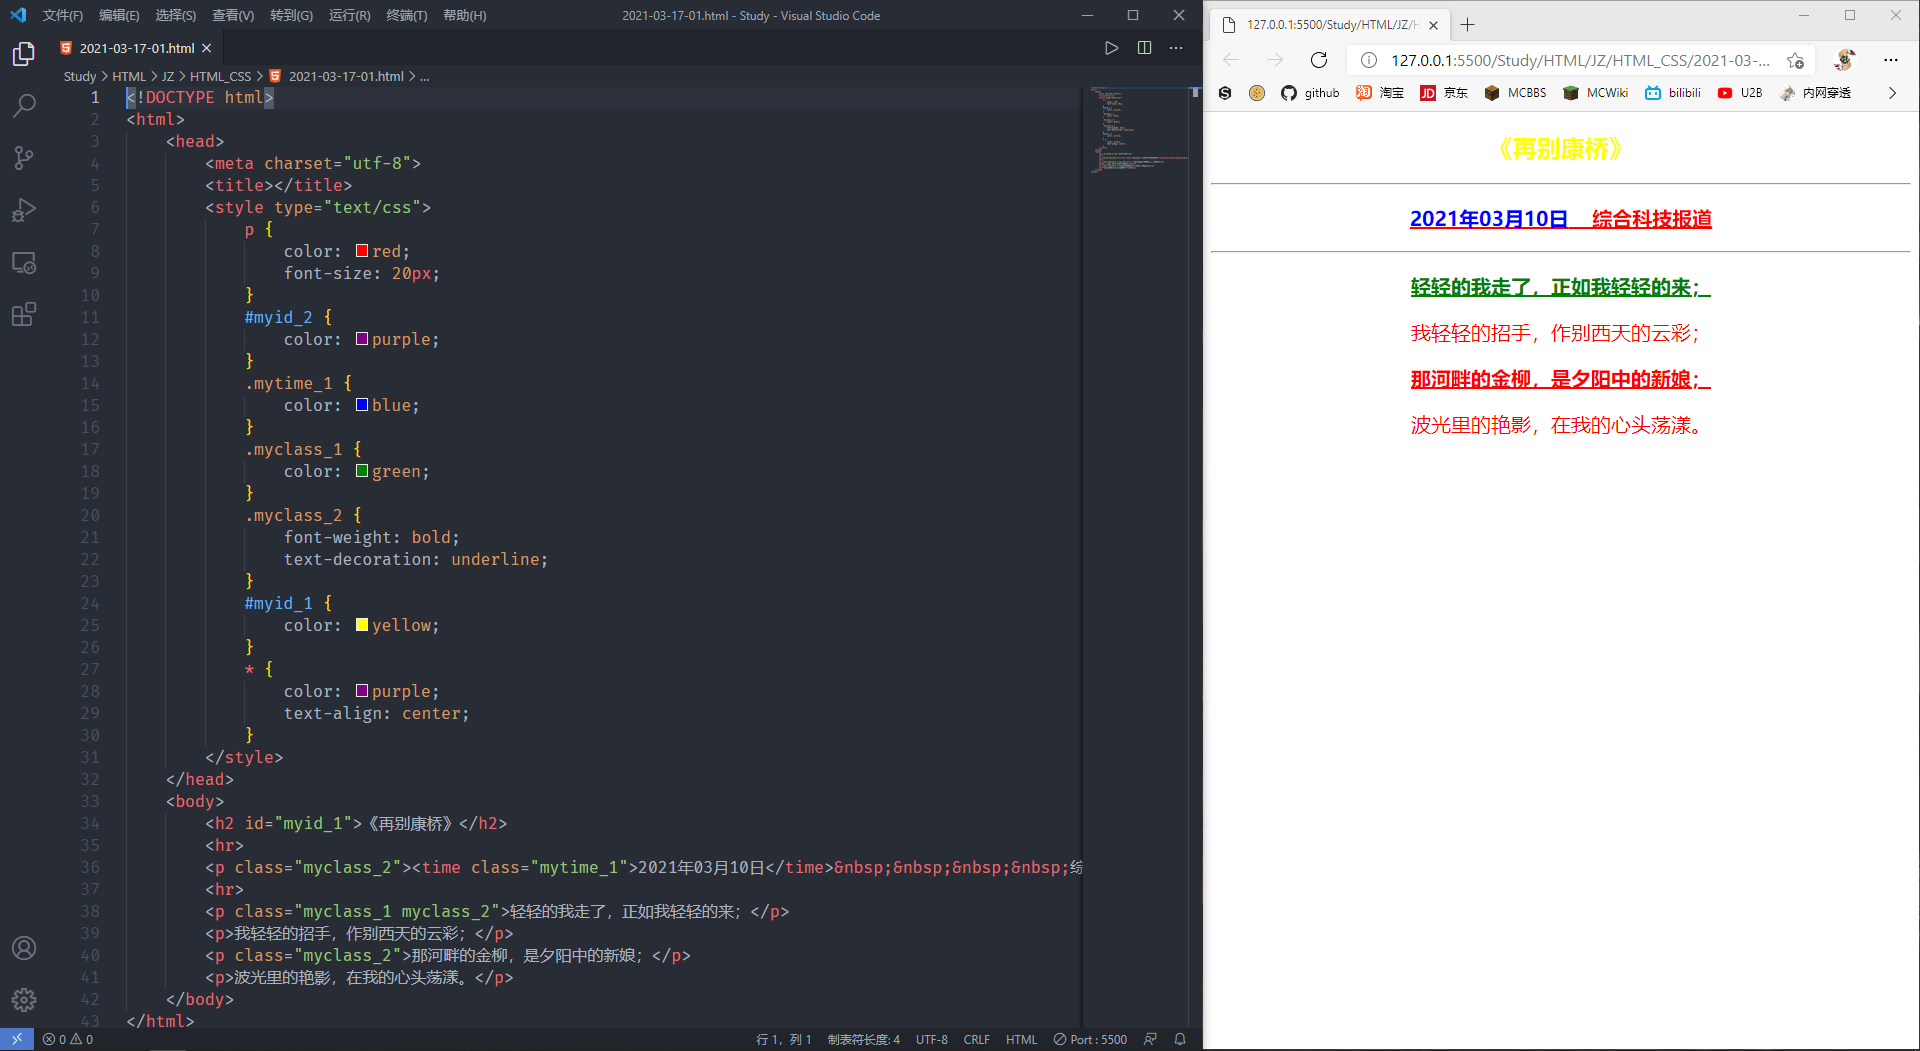 文件(F) 编辑(E) 选择(S) 查看(V) 转到(G) 运行(R) 终端(T) 帮助(H) 2021-03-17-01.html - Study - Visual Studio Code
2021-03-17-01.html
Study > HTML > JZ > HTML_CSS > 2021-03-17-01.html > ...
1 <!DOCTYPE html>
2 <html>
3 <head>
4 <meta charset="utf-8">
5 <title></title>
6 <style type="text/css">
7 p {
8 color: red;
9 font-size: 20px;
10 }
11 #myid_2 {
12 color: purple;
13 }
14 .mytime_1 {
15 color: blue;
16 }
17 .myclass_1 {
18 color: green;
19 }
20 .myclass_2 {
21 font-weight: bold;
22 text-decoration: underline;
23 }
24 #myid_1 {
25 color: yellow;
26 }
27 * {
28 color: purple;
29 text-align: center;
30 }
31 </style>
32 </head>
33 <body>
34 <h2 id="myid_1">《再别康桥》</h2>
35 <hr>
36 <p class="myclass_2"><time class="mytime_1">2021年03月10日</time>&nbsp;&nbsp;&nbsp;&nbsp;综
37 <hr>
38 <p class="myclass_1 myclass_2">轻轻的我走了，正如我轻轻的来；</p>
39 <p>我轻轻的招手，作别西天的云彩；</p>
40 <p class="myclass_2">那河畔的金柳，是夕阳中的新娘；</p>
41 <p>波光里的艳影，在我的心头荡漾。</p>
42 </body>
43 </html>
0 0 行 1，列 1 制表符长度: 4 UTF-8 CRLF HTML Port : 5500
127.0.0.1:5500/Study/HTML/JZ/H
127.0.0.1:5500/Study/HTML/JZ/HTML_CSS/2021-03-...
github 淘 淘宝 JD 京东 MCBBS MCWiki bilibili U2B 内网穿透
《再别康桥》
2021年03月10日 综合科技报道
轻轻的我走了，正如我轻轻的来；
我轻轻的招手，作别西天的云彩；
那河畔的金柳，是夕阳中的新娘；
波光里的艳影，在我的心头荡漾。